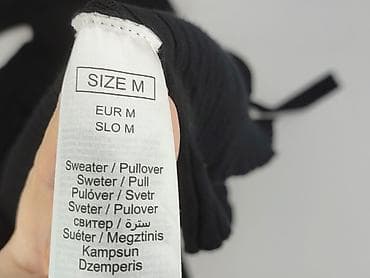 SIZE M
EUR M
SLO M
Sweater / Pullover
Sweter / Pull
Pulóver / Svetr
Sveter / Pulover
свитер / سترة
Suéter / Megztinis
Kampsun
Dzemperis